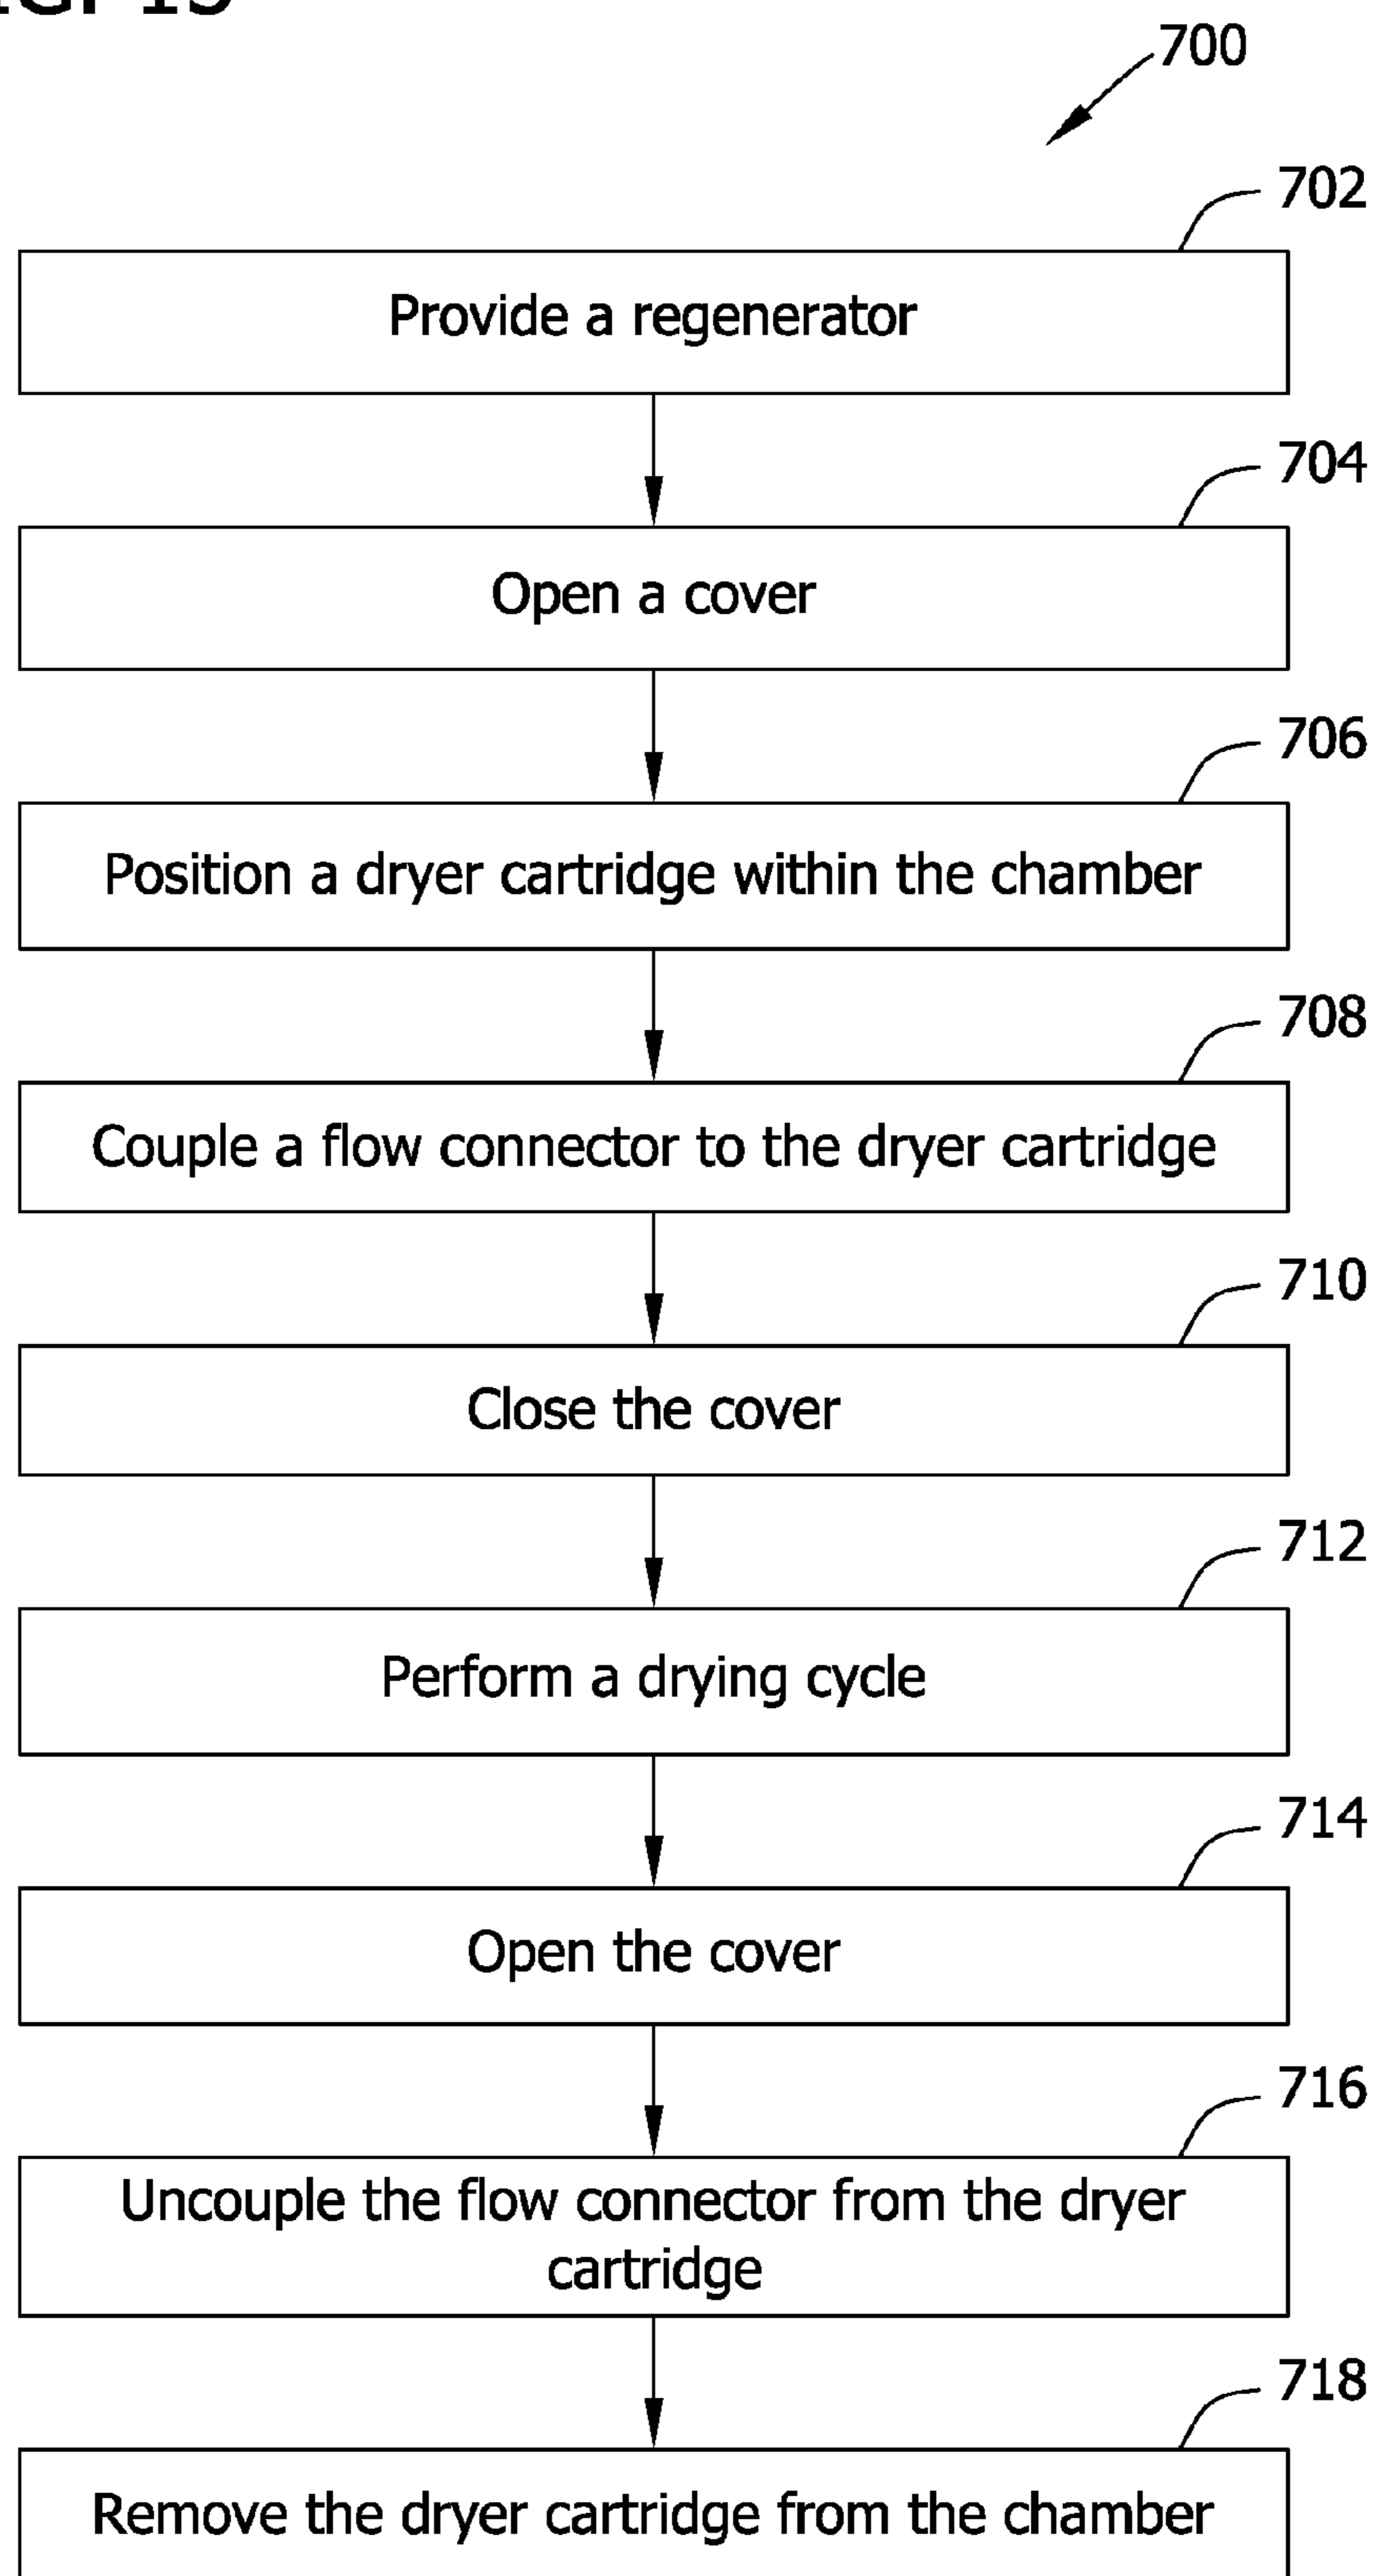 700
702
Provide a regenerator
704
Open a cover
706
Position a dryer cartridge within the chamber
708
Couple a flow connector to the dryer cartridge
710
Close the cover
712
Perform a drying cycle
714
Open the cover
716
Uncouple the flow connector from the dryer
cartridge
718
Remove the dryer cartridge from the chamber